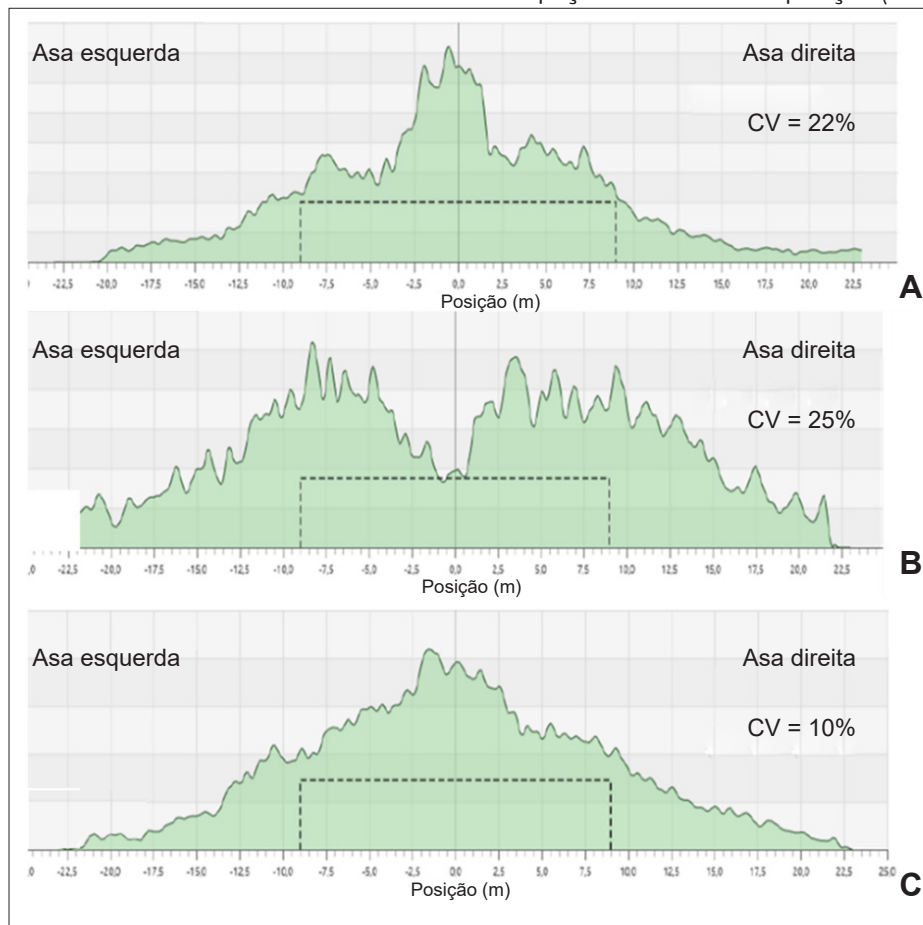 Asa esquerda Asa direita
CV = 22%
-22,5 -20,0 -17,5 -15,0 -12,5 -10,0 -7,5 -5,0 -2,5 0,0 2,5 5,0 7,5 10,0 12,5 15,0 17,5 20,0 22,5
Posição (m)
A
Asa esquerda Asa direita
CV = 25%
,0 -22,5 -20,0 -17,5 -15,0 -12,5 -10,0 -7,5 -5,0 -2,5 0,0 2,5 5,0 7,5 10,0 12,5 15,0 17,5 20,0 22,5
Posição (m)
B
Asa esquerda Asa direita
CV = 10%
,0 -22,5 -20,0 -17,5 -15,0 -12,5 -10,0 -7,5 -5,0 -2,5 0,0 2,5 5,0 7,5 10,0 12,5 15,0 17,5 20,0 22,5 25,0
Posição (m)
C